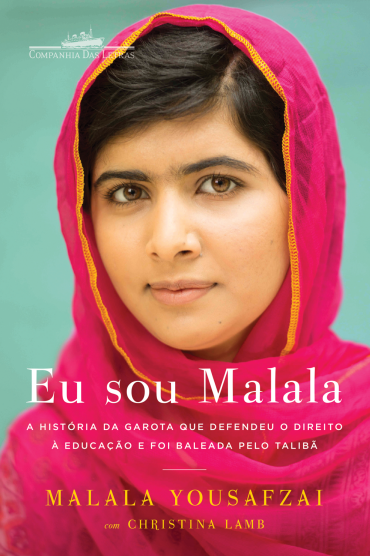 COMPANHIA DAS LETRAS
Eu sou Malala
A HISTÓRIA DA GAROTA QUE DEFENDEU O DIREITO
À EDUCAÇÃO E FOI BALEADA PELO TALIBÃ
MALALA YOUSAFZAI
com CHRISTINA LAMB